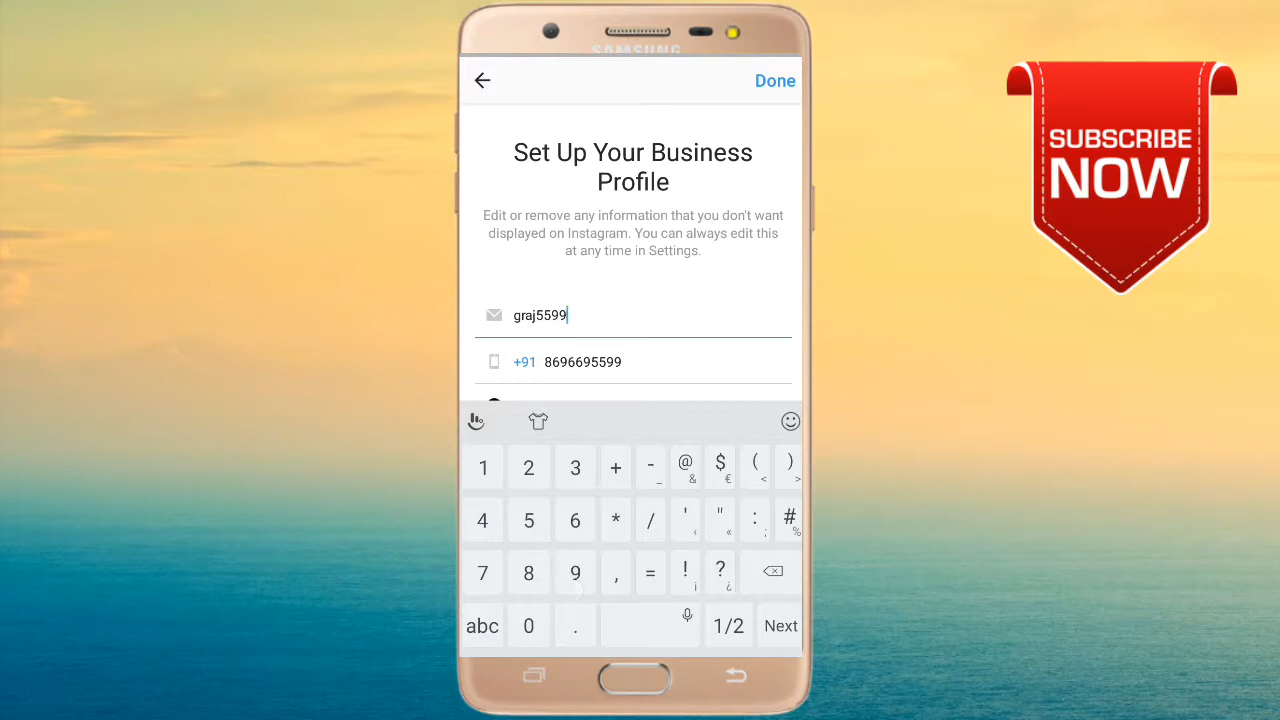 SAMSUNG
Done
Set Up Your Business
Profile
Edit or remove any information that you don't want
displayed on Instagram. You can always edit this
at any time in Settings.
graj5599
+91 8696695599
1 2 3 + - _ @ & $ € ( < ) >
4 5 6 * / ' ‹ " « : ; # %
7 8 9 , = ! ¡ ? ¿
abc 0 . 1/2 Next
SUBSCRIBE
NOW